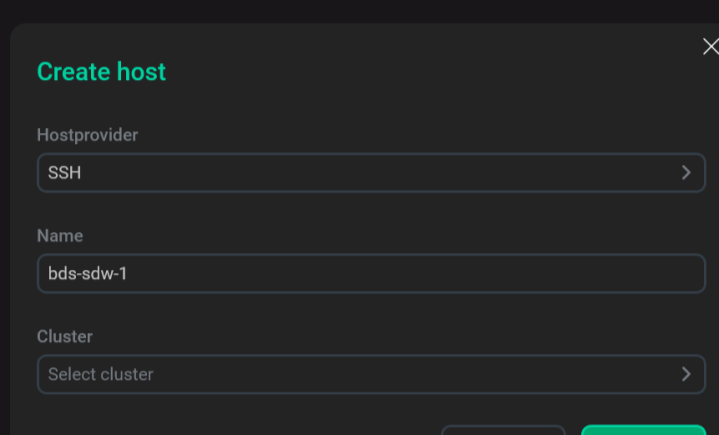 Create host
Hostprovider
SSH
Name
bds-sdw-1
Cluster
Select cluster